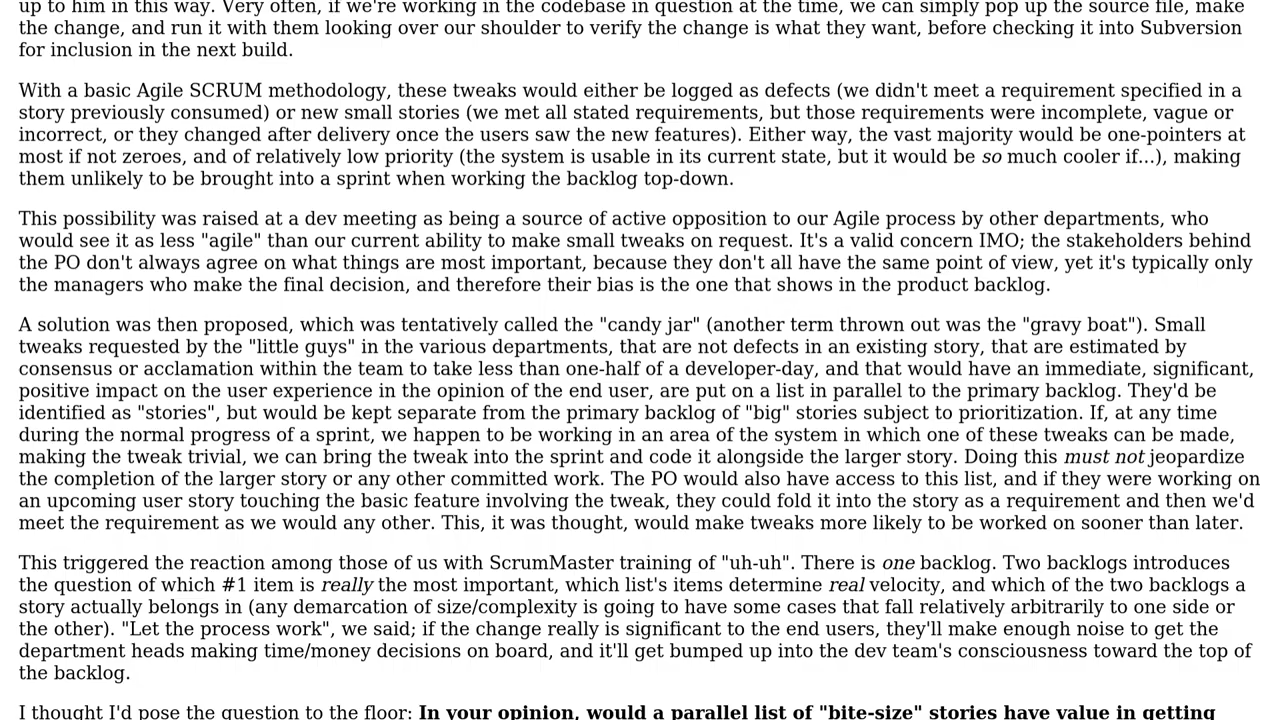 up to him in this way. Very often, if we're working in the codebase in question at the time, we can simply pop up the source file, make
the change, and run it with them looking over our shoulder to verify the change is what they want, before checking it into Subversion
for inclusion in the next build.
With a basic Agile SCRUM methodology, these tweaks would either be logged as defects (we didn't meet a requirement specified in a
story previously consumed) or new small stories (we met all stated requirements, but those requirements were incomplete, vague or
incorrect, or they changed after delivery once the users saw the new features). Either way, the vast majority would be one-pointers at
most if not zeroes, and of relatively low priority (the system is usable in its current state, but it would be so much cooler if...), making
them unlikely to be brought into a sprint when working the backlog top-down.
This possibility was raised at a dev meeting as being a source of active opposition to our Agile process by other departments, who
would see it as less "agile" than our current ability to make small tweaks on request. It's a valid concern IMO; the stakeholders behind
the PO don't always agree on what things are most important, because they don't all have the same point of view, yet it's typically only
the managers who make the final decision, and therefore their bias is the one that shows in the product backlog.
A solution was then proposed, which was tentatively called the "candy jar" (another term thrown out was the "gravy boat"). Small
tweaks requested by the "little guys" in the various departments, that are not defects in an existing story, that are estimated by
consensus or acclamation within the team to take less than one-half of a developer-day, and that would have an immediate, significant,
positive impact on the user experience in the opinion of the end user, are put on a list in parallel to the primary backlog. They'd be
identified as "stories", but would be kept separate from the primary backlog of "big" stories subject to prioritization. If, at any time
during the normal progress of a sprint, we happen to be working in an area of the system in which one of these tweaks can be made,
making the tweak trivial, we can bring the tweak into the sprint and code it alongside the larger story. Doing this must not jeopardize
the completion of the larger story or any other committed work. The PO would also have access to this list, and if they were working on
an upcoming user story touching the basic feature involving the tweak, they could fold it into the story as a requirement and then we'd
meet the requirement as we would any other. This, it was thought, would make tweaks more likely to be worked on sooner than later.
This triggered the reaction among those of us with ScrumMaster training of "uh-uh". There is one backlog. Two backlogs introduces
the question of which #1 item is really the most important, which list's items determine real velocity, and which of the two backlogs a
story actually belongs in (any demarcation of size/complexity is going to have some cases that fall relatively arbitrarily to one side or
the other). "Let the process work", we said; if the change really is significant to the end users, they'll make enough noise to get the
department heads making time/money decisions on board, and it'll get bumped up into the dev team's consciousness toward the top of
the backlog.
I thought I'd pose the question to the floor: In your opinion, would a parallel list of "bite-size" stories have value in getting